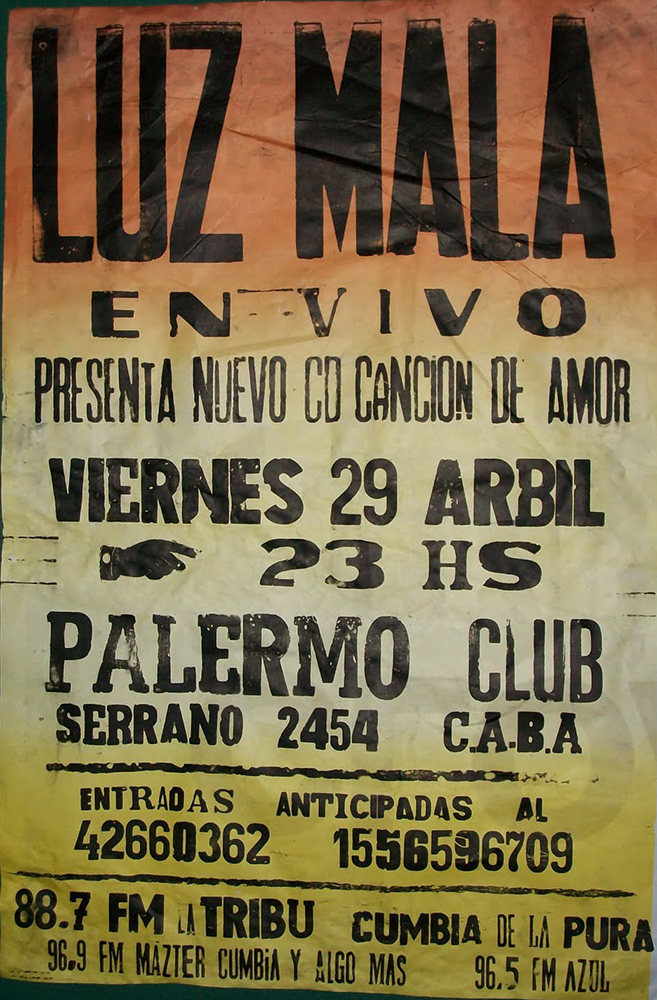 LUZ MALA
EN VIVO
PRESENTA NUEVO CD CANCION DE AMOR
VIERNES 29 ARBIL
23 HS
PALERMO CLUB
SERRANO 2454 C.A.B.A
ENTRADAS ANTICIPADAS AL
42660362 1556596709
88.7 FM LA TRIBU CUMBIA DE LA PURA
96.9 FM MAZTER CUMBIA Y ALGO MAS 96.5 FM AZUL